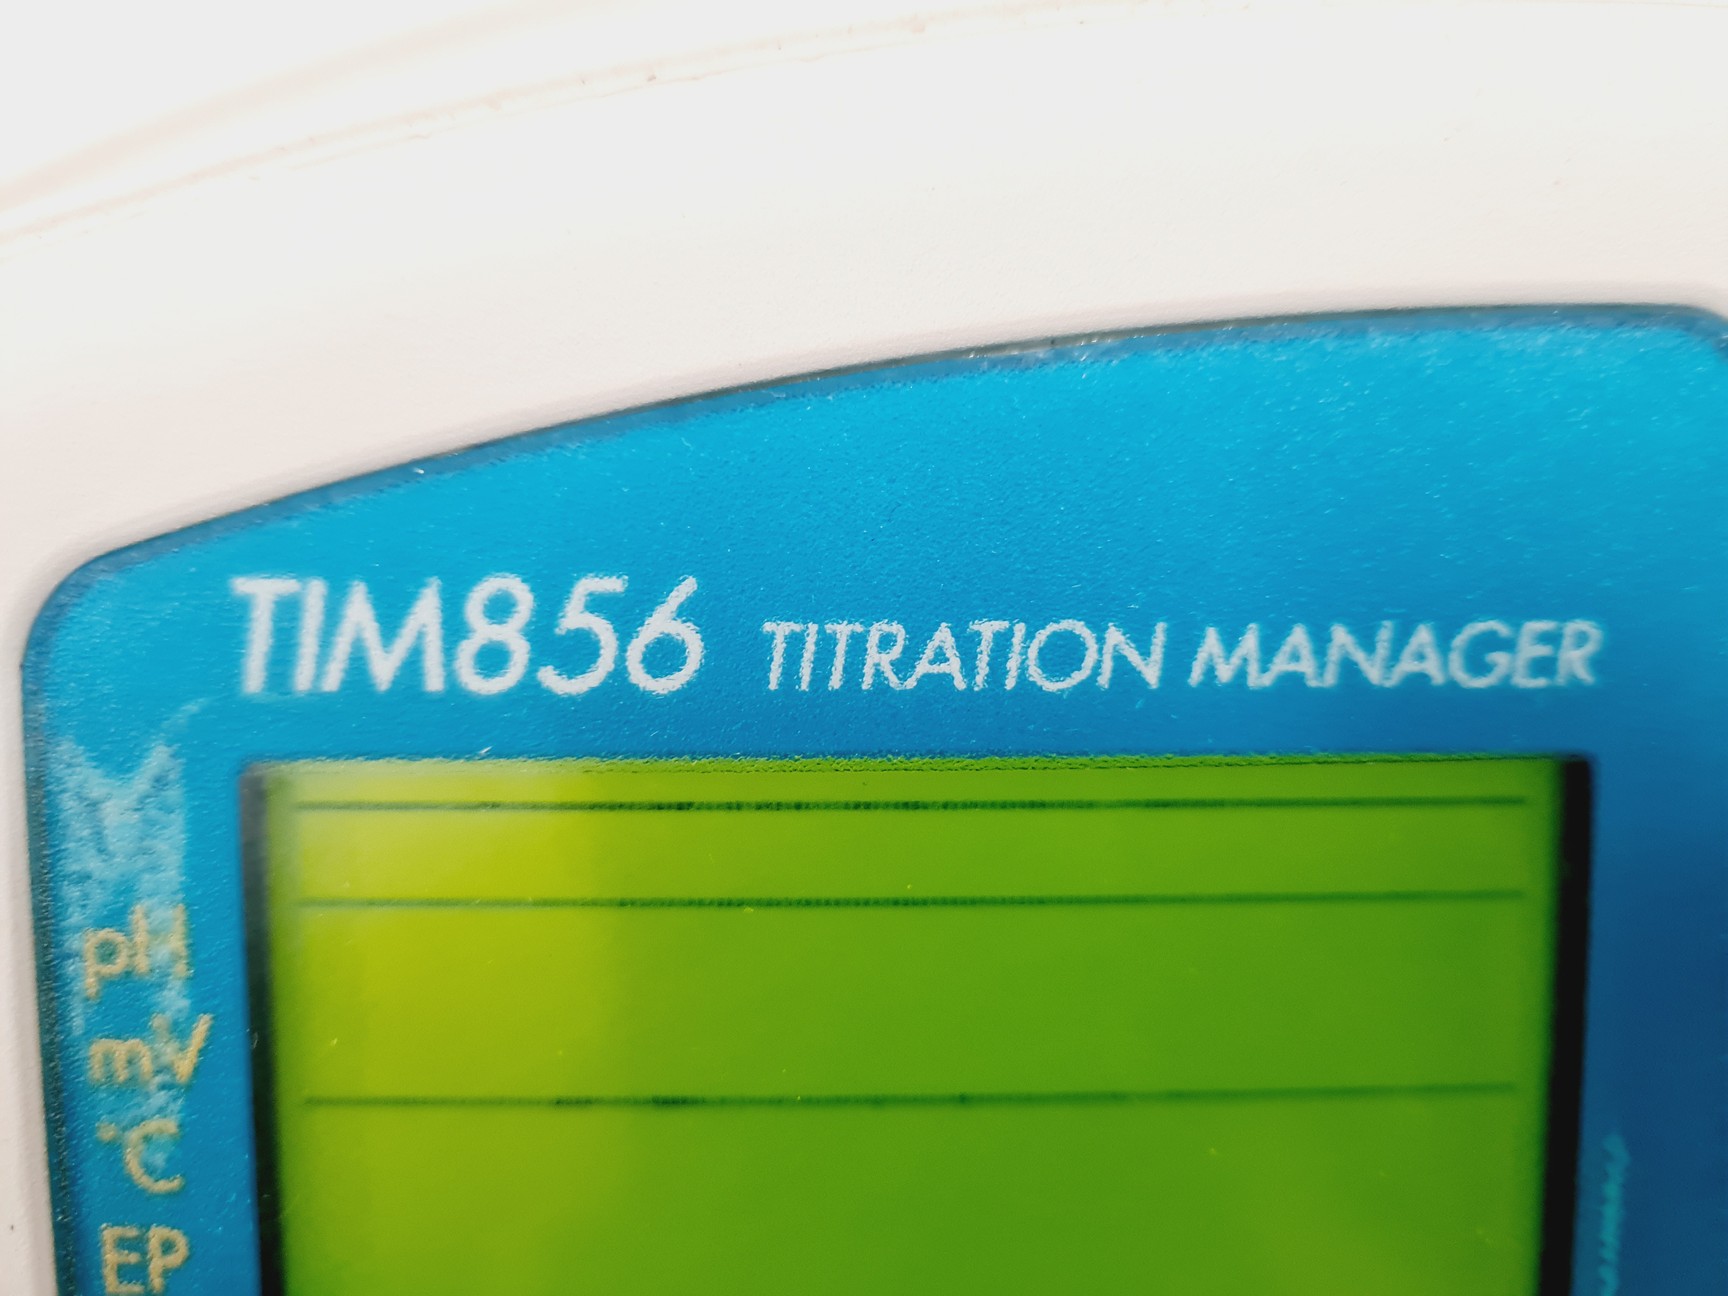 TIM856 TITRATION MANAGER
pH
mV
°C
EP